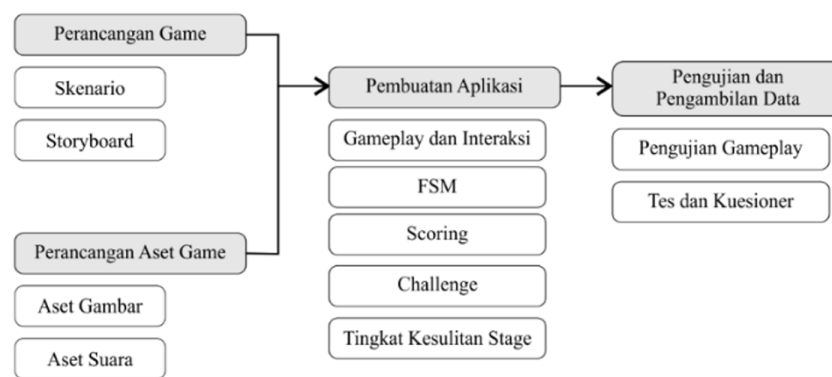 Perancangan Game
Skenario
Storyboard
Perancangan Aset Game
Aset Gambar
Aset Suara
Pembuatan Aplikasi
Gameplay dan Interaksi
FSM
Scoring
Challenge
Tingkat Kesulitan Stage
Pengujian dan
Pengambilan Data
Pengujian Gameplay
Tes dan Kuesioner